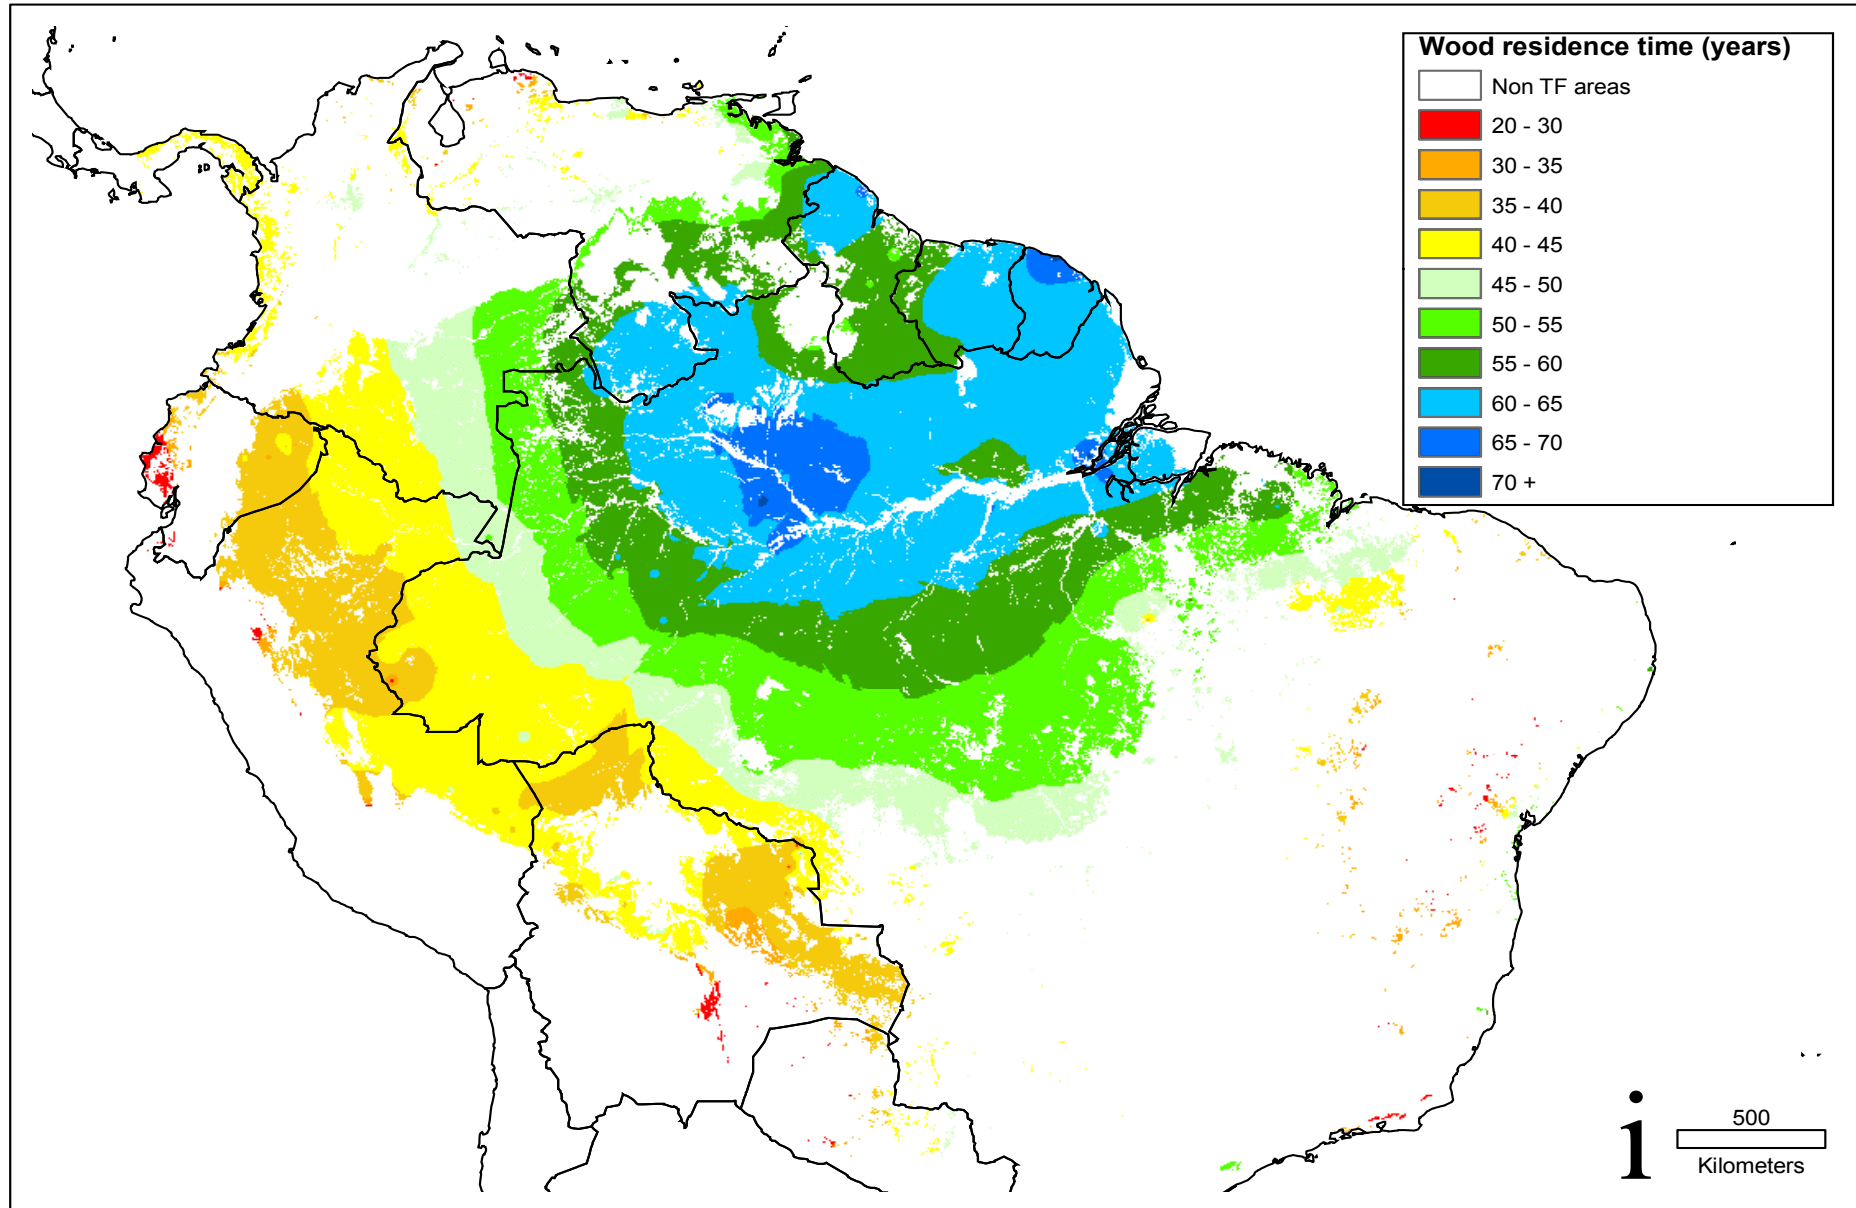 Wood residence time (years)
Non TF areas
20 - 30
30 - 35
35 - 40
40 - 45
45 - 50
50 - 55
55 - 60
60 - 65
65 - 70
70 +
i
500
Kilometers